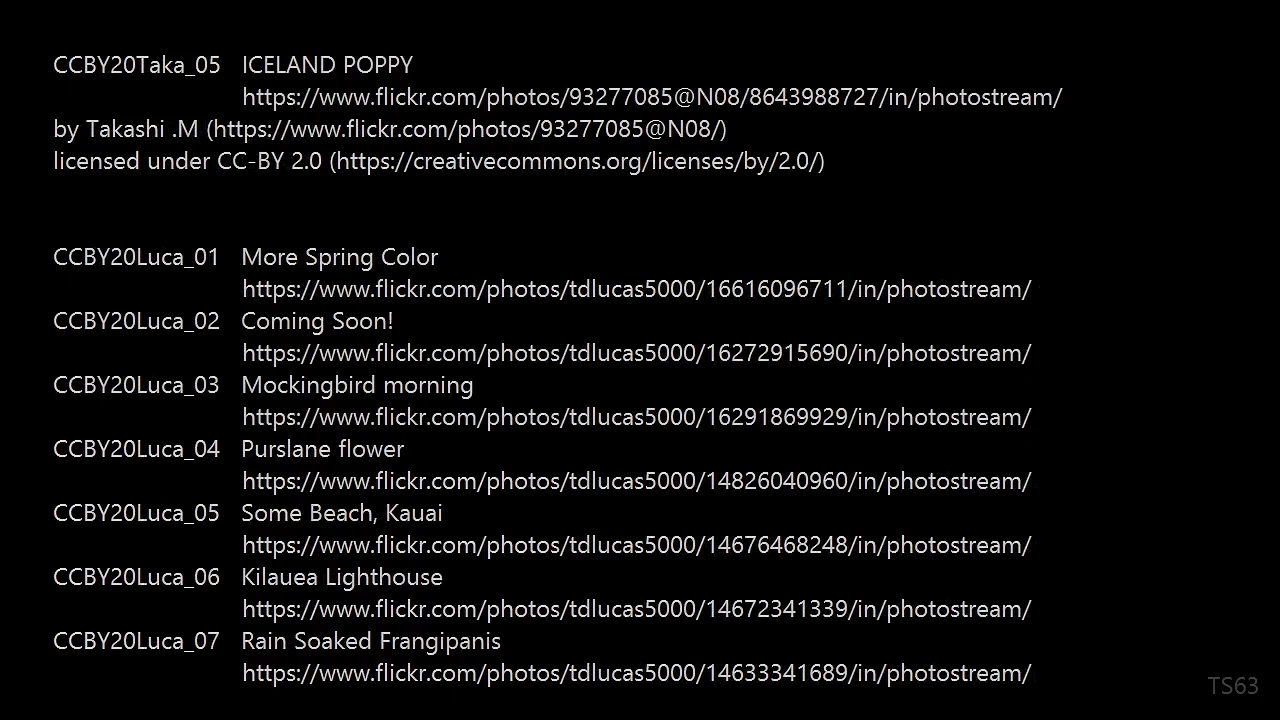 CCBY20Taka_05 ICELAND POPPY
https://www.flickr.com/photos/93277085@N08/8643988727/in/photostream/
by Takashi .M (https://www.flickr.com/photos/93277085@N08/)
licensed under CC-BY 2.0 (https://creativecommons.org/licenses/by/2.0/)
CCBY20Luca_01 More Spring Color
https://www.flickr.com/photos/tdlucas5000/16616096711/in/photostream/
CCBY20Luca_02 Coming Soon!
https://www.flickr.com/photos/tdlucas5000/16272915690/in/photostream/
CCBY20Luca_03 Mockingbird morning
https://www.flickr.com/photos/tdlucas5000/16291869929/in/photostream/
CCBY20Luca_04 Purslane flower
https://www.flickr.com/photos/tdlucas5000/14826040960/in/photostream/
CCBY20Luca_05 Some Beach, Kauai
https://www.flickr.com/photos/tdlucas5000/14676468248/in/photostream/
CCBY20Luca_06 Kilauea Lighthouse
https://www.flickr.com/photos/tdlucas5000/14672341339/in/photostream/
CCBY20Luca_07 Rain Soaked Frangipanis
https://www.flickr.com/photos/tdlucas5000/14633341689/in/photostream/
TS63